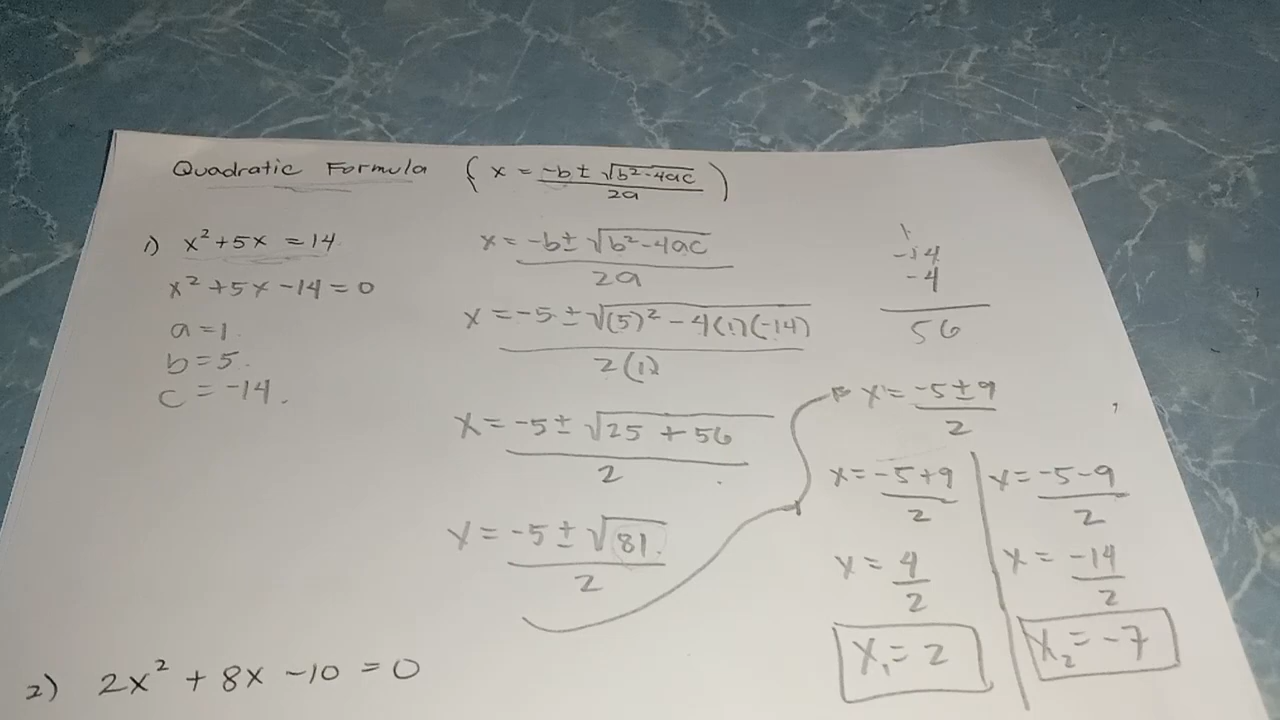 Quadratic Formula ( x = -b ± √b²-4ac / 2a )
1) x²+5x = 14
x²+5x-14=0
a=1.
b=5.
c = -14.
x = -b ± √b²-4ac / 2a
x = -5 ± √(5)² - 4(1)(-14) / 2(1)
x = -5 ± √25 + 56 / 2
x = -5 ± √81 / 2
1
-14
-4
56
x = -5 ± 9 / 2
x = -5+9 / 2
x = 4 / 2
x₁ = 2
x = -5-9 / 2
x = -14 / 2
x₂ = -7
2) 2x² + 8x - 10 = 0